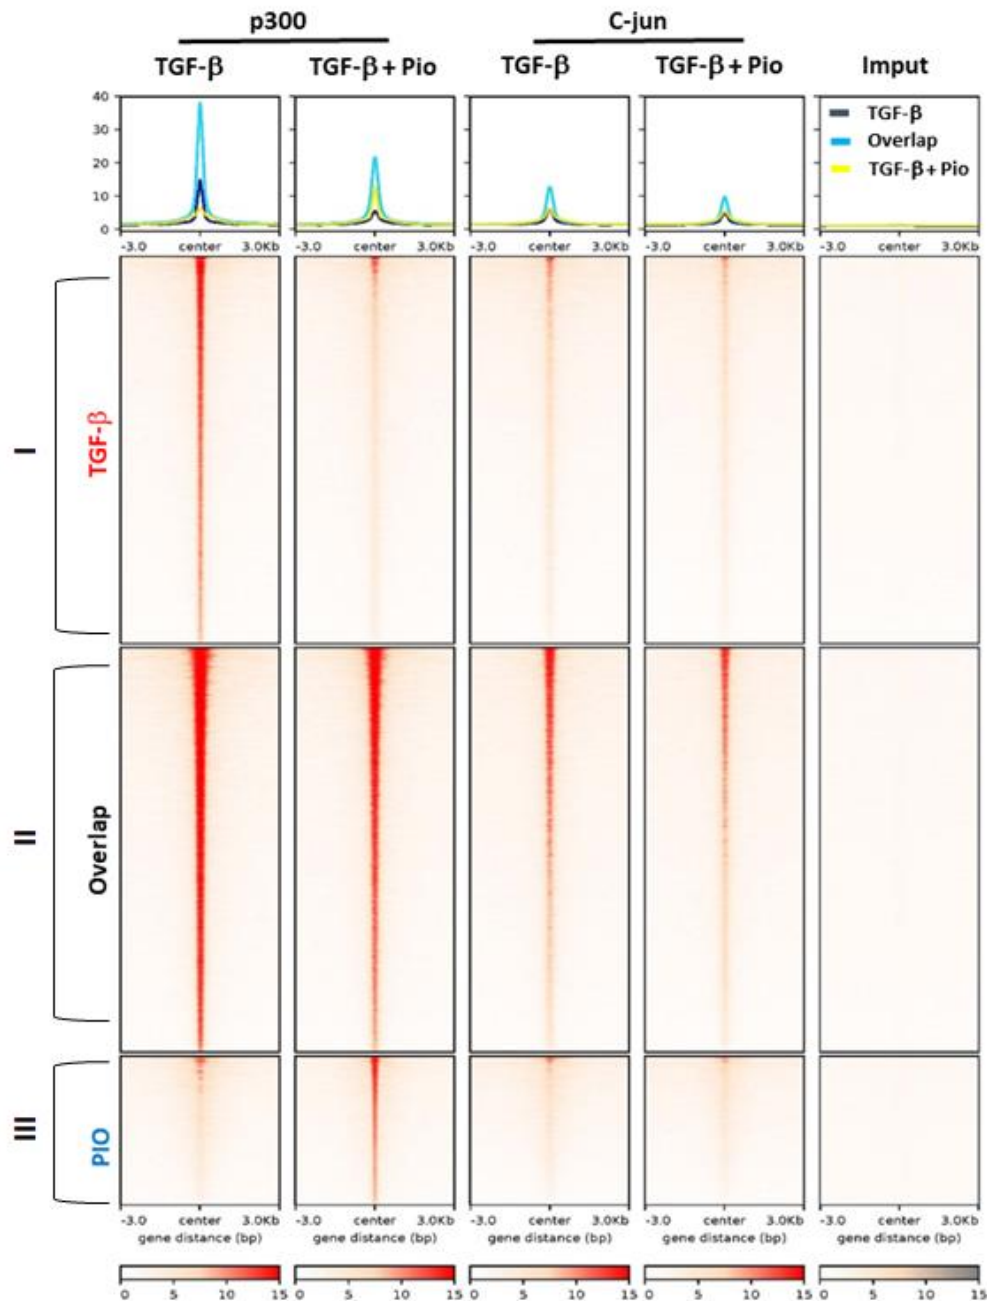 p300 C-jun
TGF-β TGF-β + Pio TGF-β TGF-β + Pio Imput
40
30
20
10
0
TGF-β
Overlap
TGF-β + Pio
-3.0 center 3.0Kb -3.0 center 3.0Kb -3.0 center 3.0Kb -3.0 center 3.0Kb -3.0 center 3.0Kb
I TGF-β
II Overlap
III PIO
-3.0 center 3.0Kb -3.0 center 3.0Kb -3.0 center 3.0Kb -3.0 center 3.0Kb -3.0 center 3.0Kb
gene distance (bp) gene distance (bp) gene distance (bp) gene distance (bp) gene distance (bp)
0 5 10 15 0 5 10 15 0 5 10 15 0 5 10 15 0 5 10 15